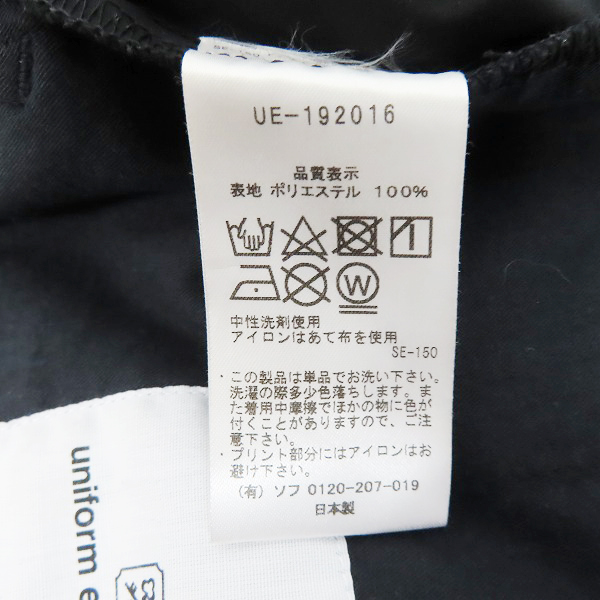 UE-192016
品質表示
表地 ポリエステル 100%
中性洗剤使用
アイロンはあて布を使用
SE-150
・この製品は単品でお洗い下さい。
洗濯の際多少色落ちします。ま
た着用中摩擦でほかの物に色が
付くことがありますので、ご注
意下さい。
・プリント部分にはアイロンはお
避け下さい。
(有) ソフ 0120-207-019
日本製
uniform e